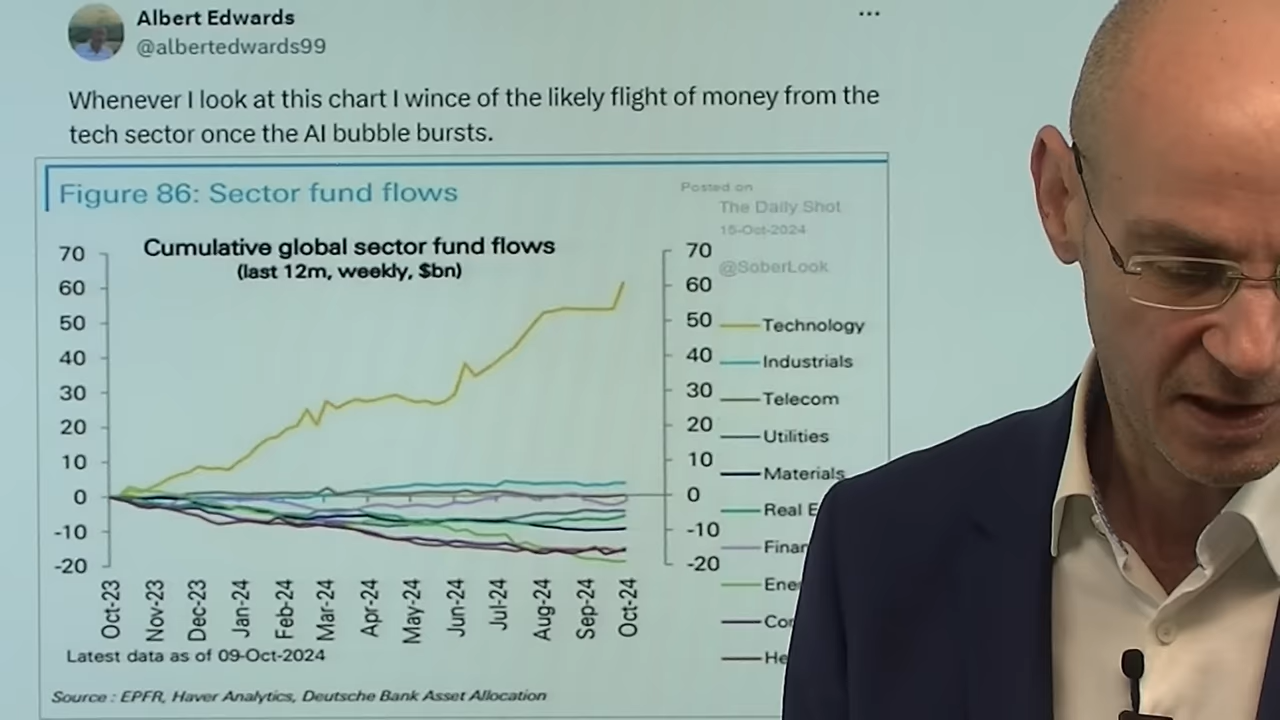 Albert Edwards
@albertedwards99
...
Whenever I look at this chart I wince of the likely flight of money from the
tech sector once the AI bubble bursts.
Figure 86: Sector fund flows
Posted on
The Daily Shot
15-Oct-2024
@SoberLook
Cumulative global sector fund flows
(last 12m, weekly, $bn)
70
60
50
40
30
20
10
0
-10
-20
70
60
50
40
30
20
10
0
-10
-20
Technology
Industrials
Telecom
Utilities
Materials
Real E
Finan
Ene
Co
He
Oct-23
Nov-23
Dec-23
Jan-24
Feb-24
Mar-24
Apr-24
May-24
Jun-24
Jul-24
Aug-24
Sep-24
Oct-24
Latest data as of 09-Oct-2024
Source : EPFR, Haver Analytics, Deutsche Bank Asset Allocation